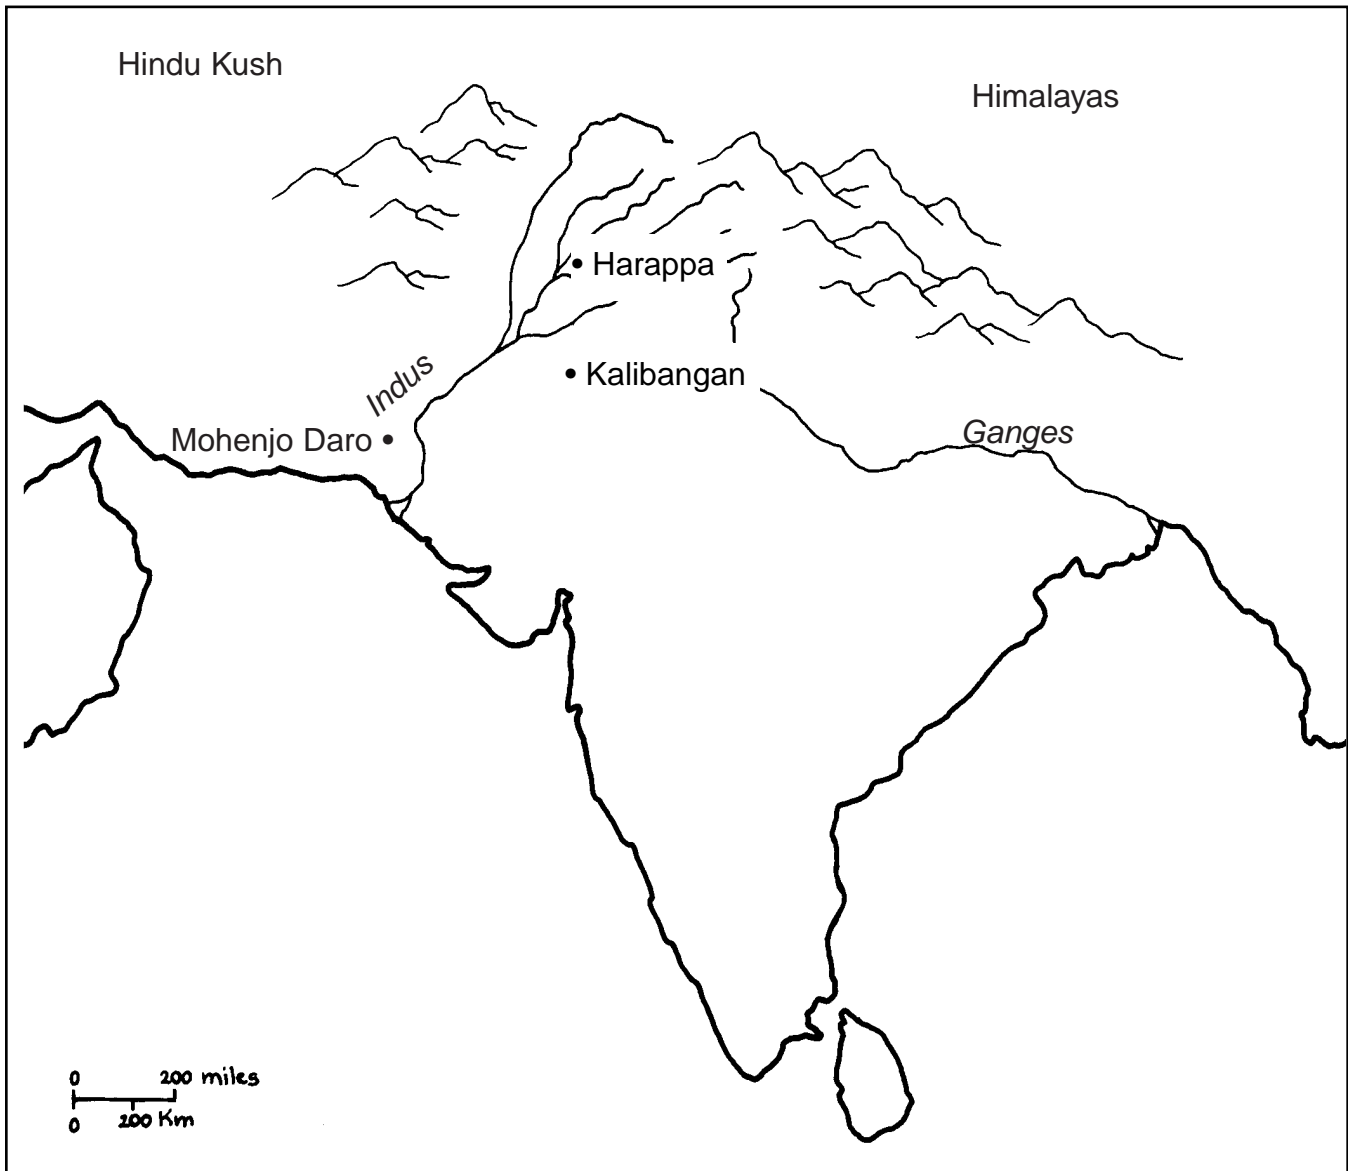 Hindu Kush
Himalayas
Harappa
Indus
Kalibangan
Mohenjo Daro
Ganges
0 200 miles
0 200 Km